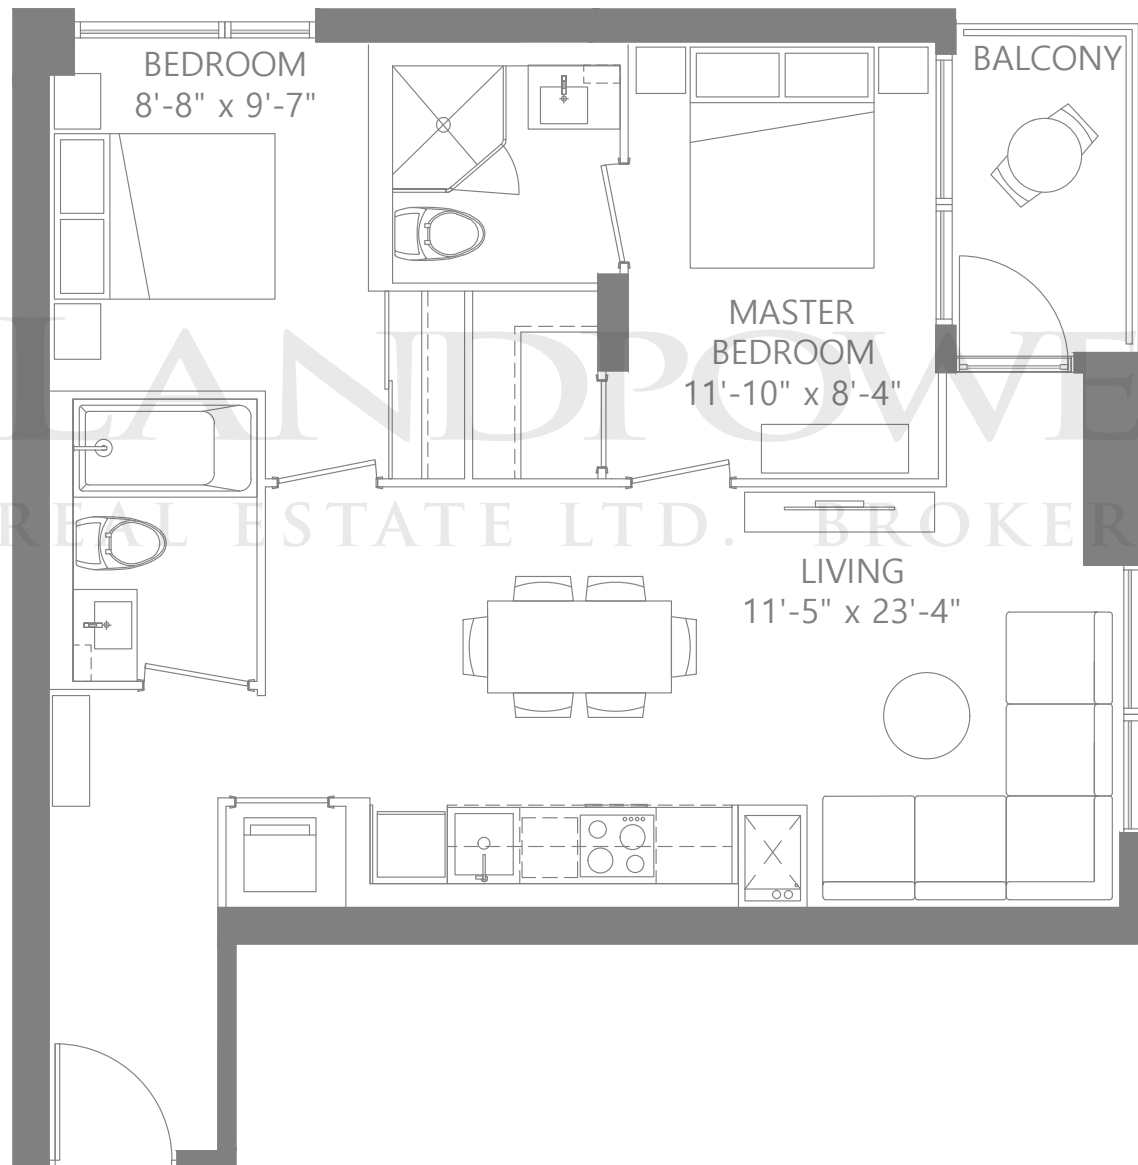 BEDROOM
8'-8" x 9'-7"
BALCONY
MASTER
BEDROOM
11'-10" x 8'-4"
LANDPOWE
REAL ESTATE LTD. BROKER
LIVING
11'-5" x 23'-4"